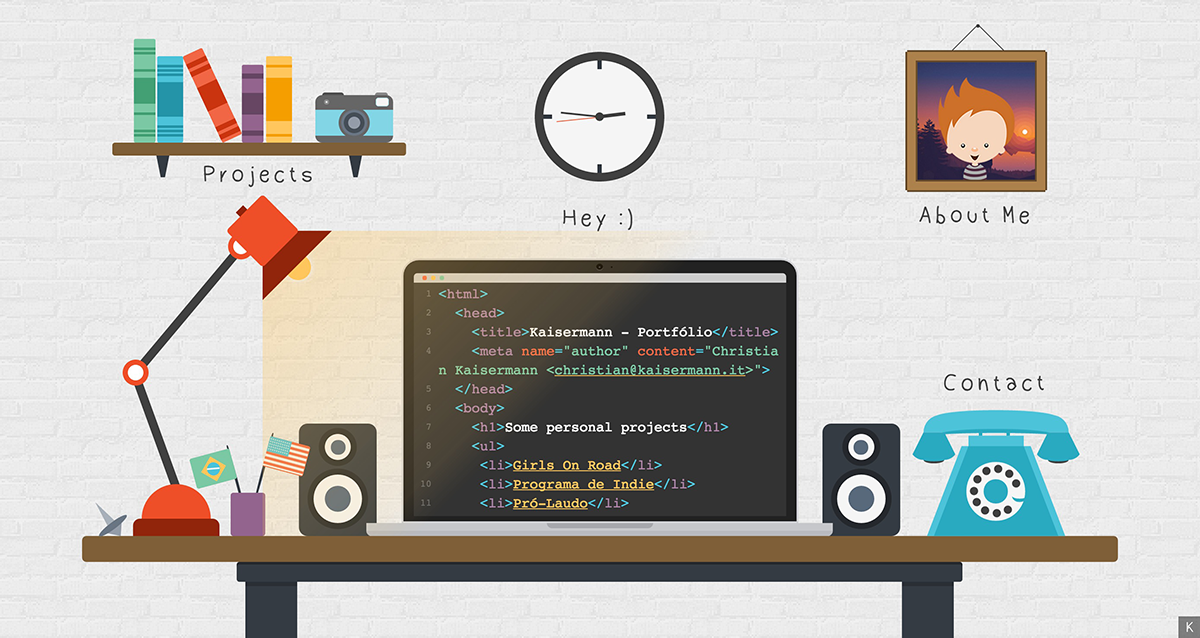 Projects
Hey :)
About Me
1 <html>
2 <head>
3 <title>Kaisermann - Portfólio</title>
4 <meta name="author" content="Christia
n Kaisermann <christian@kaisermann.it>">
5 </head>
6 <body>
7 <h1>Some personal projects</h1>
8 <ul>
9 <li>Girls On Road</li>
10 <li>Programa de Indie</li>
11 <li>Pró-Laudo</li>
Contact
K